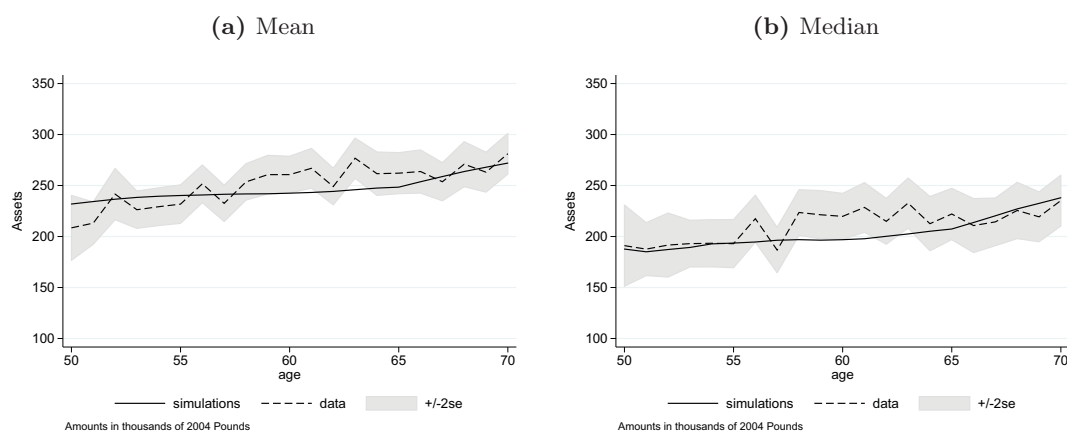 (a) Mean
350
300
250
200
150
100
Assets
50 55 60 65 70
age
simulations data +/-2se
Amounts in thousands of 2004 Pounds
(b) Median
350
300
250
200
150
100
Assets
50 55 60 65 70
age
simulations data +/-2se
Amounts in thousands of 2004 Pounds